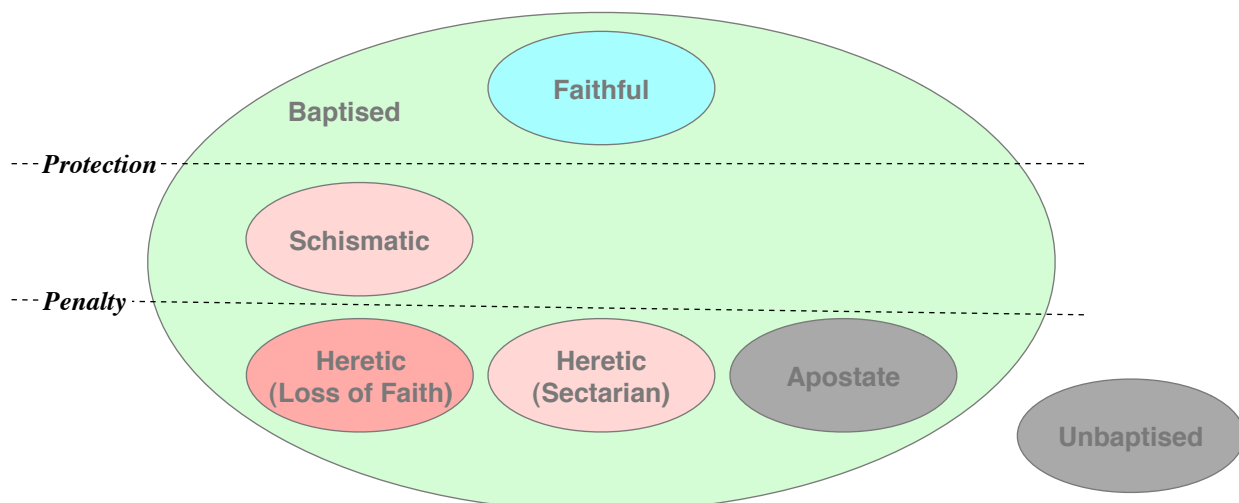 Faithful
Baptised
Protection
Schismatic
Penalty
Heretic
(Loss of Faith)
Heretic
(Sectarian)
Apostate
Unbaptised